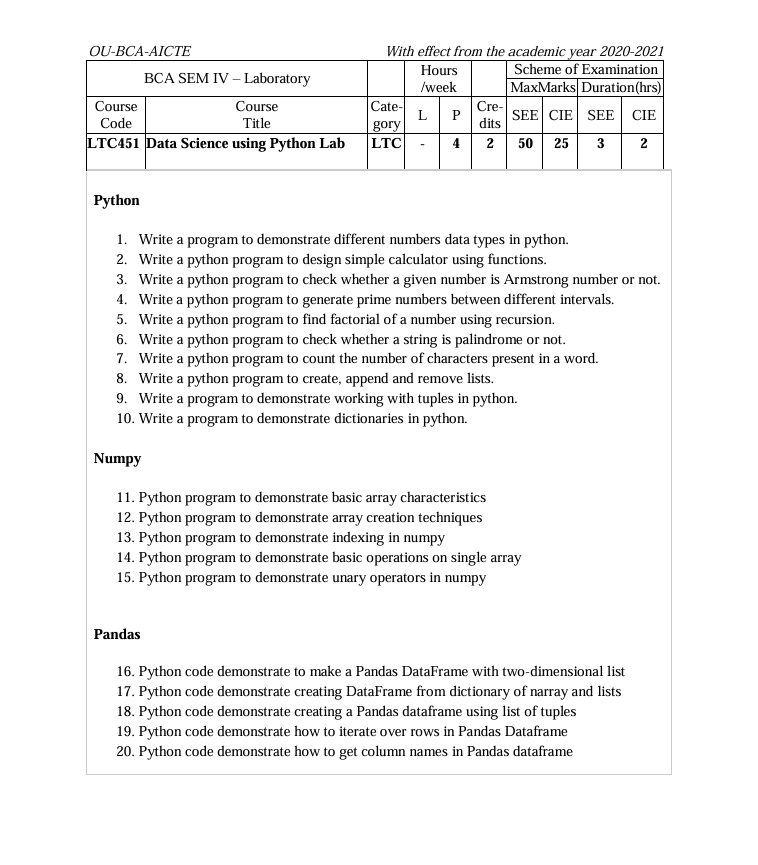 OU-BCA-AICTE With effect from the academic year 2020-2021
BCA SEM IV – Laboratory Hours /week Scheme of Examination
MaxMarks Duration(hrs)
Course Code Course Title Cate-gory L P Cre-dits SEE CIE SEE CIE
LTC451 Data Science using Python Lab LTC - 4 2 50 25 3 2
Python
1. Write a program to demonstrate different numbers data types in python.
2. Write a python program to design simple calculator using functions.
3. Write a python program to check whether a given number is Armstrong number or not.
4. Write a python program to generate prime numbers between different intervals.
5. Write a python program to find factorial of a number using recursion.
6. Write a python program to check whether a string is palindrome or not.
7. Write a python program to count the number of characters present in a word.
8. Write a python program to create, append and remove lists.
9. Write a program to demonstrate working with tuples in python.
10. Write a program to demonstrate dictionaries in python.
Numpy
11. Python program to demonstrate basic array characteristics
12. Python program to demonstrate array creation techniques
13. Python program to demonstrate indexing in numpy
14. Python program to demonstrate basic operations on single array
15. Python program to demonstrate unary operators in numpy
Pandas
16. Python code demonstrate to make a Pandas DataFrame with two-dimensional list
17. Python code demonstrate creating DataFrame from dictionary of narray and lists
18. Python code demonstrate creating a Pandas dataframe using list of tuples
19. Python code demonstrate how to iterate over rows in Pandas Dataframe
20. Python code demonstrate how to get column names in Pandas dataframe